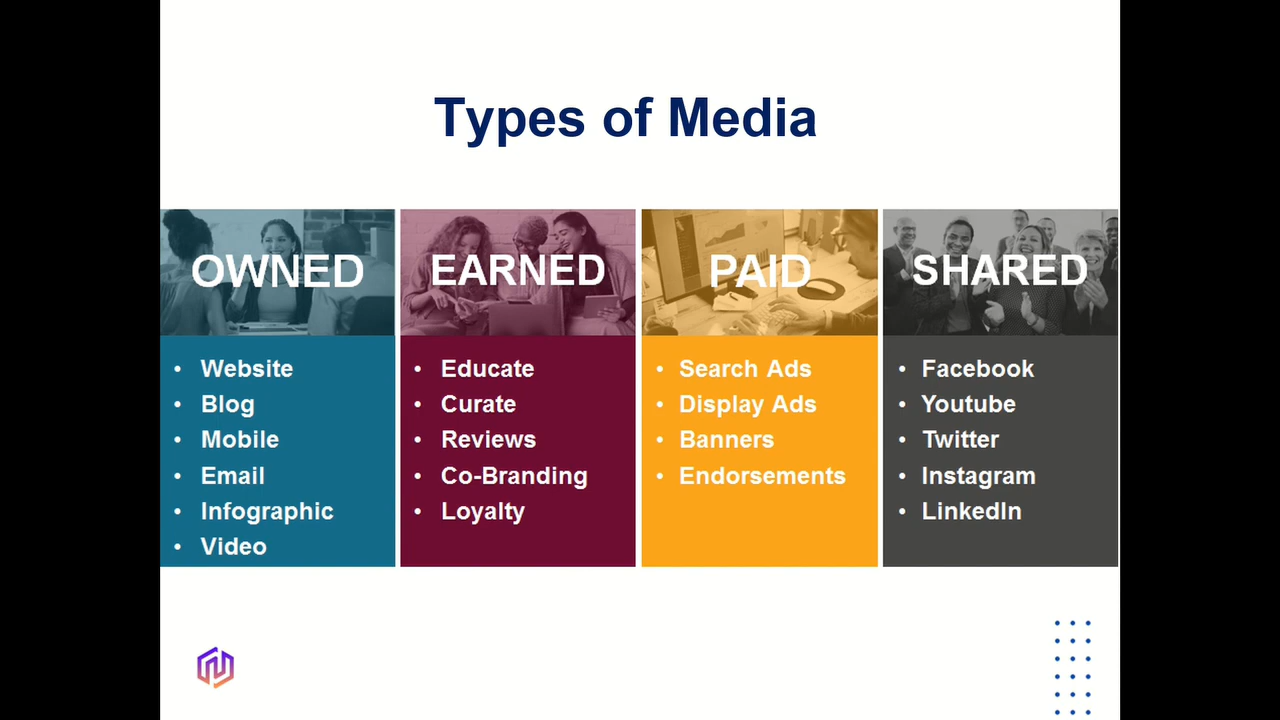 Types of Media
OWNED
Website
Blog
Mobile
Email
Infographic
Video
EARNED
Educate
Curate
Reviews
Co-Branding
Loyalty
PAID
Search Ads
Display Ads
Banners
Endorsements
SHARED
Facebook
Youtube
Twitter
Instagram
LinkedIn